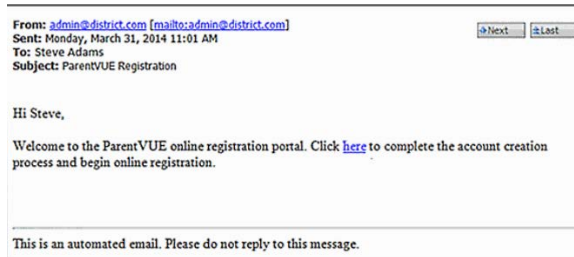 From: admin@district.com [mailto:admin@district.com]
Sent: Monday, March 31, 2014 11:01 AM
To: Steve Adams
Subject: ParentVUE Registration
Next
Last
Hi Steve,
Welcome to the ParentVUE online registration portal. Click here to complete the account creation
process and begin online registration.
This is an automated email. Please do not reply to this message.